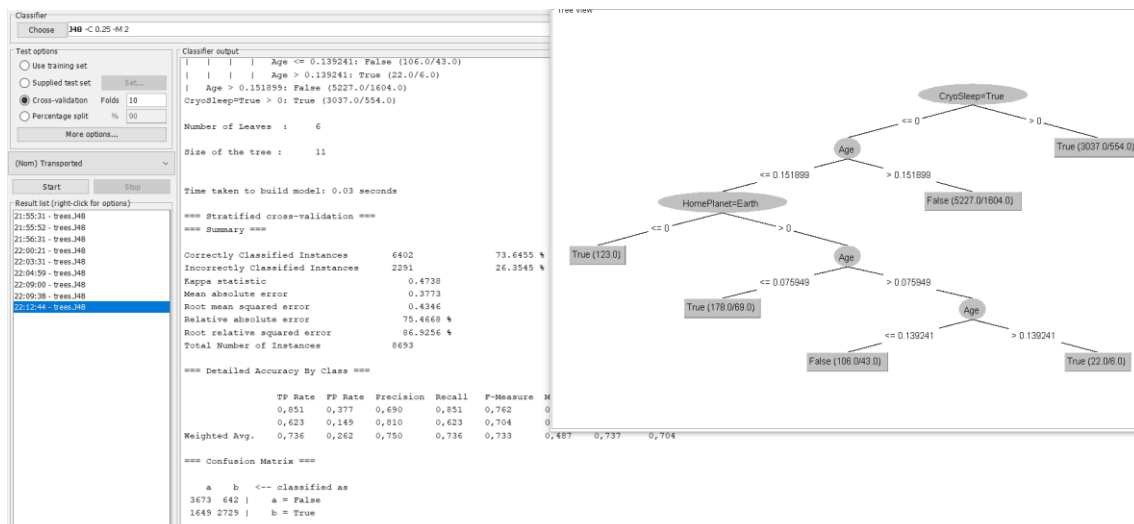 Classifier
Choose J48 -C 0.25 -M 2
Test options
Use training set
Supplied test set Set...
Cross-validation Folds 10
Percentage split % 90
More options...
(Nom) Transported
Start Stop
Result list (right-click for options)
21:55:31 - trees.J48
21:55:52 - trees.J48
21:56:31 - trees.J48
22:00:21 - trees.J48
22:03:31 - trees.J48
22:04:59 - trees.J48
22:09:00 - trees.J48
22:09:38 - trees.J48
22:12:44 - trees.J48
Classifier output
| | | | Age <= 0.139241: False (106.0/43.0)
| | | | Age > 0.139241: True (22.0/6.0)
| Age > 0.151899: False (5227.0/1604.0)
CryoSleep=True > 0: True (3037.0/554.0)
Number of Leaves : 6
Size of the tree : 11
Time taken to build model: 0.03 seconds
=== Stratified cross-validation ===
=== Summary ===
Correctly Classified Instances 6402 73.6455 %
Incorrectly Classified Instances 2291 26.3545 %
Kappa statistic 0.4738
Mean absolute error 0.3773
Root mean squared error 0.4346
Relative absolute error 75.4668 %
Root relative squared error 86.9256 %
Total Number of Instances 8693
=== Detailed Accuracy By Class ===
TP Rate FP Rate Precision Recall F-Measure M
0,851 0,377 0,690 0,851 0,762 0
0,623 0,149 0,810 0,623 0,704 0
Weighted Avg. 0,736 0,262 0,750 0,736 0,733 0,487 0,737 0,704
=== Confusion Matrix ===
a b <-- classified as
3673 642 | a = False
1649 2729 | b = True
Tree View
CryoSleep=True
<= 0 > 0
Age True (3037.0/554.0)
<= 0.151899 > 0.151899
HomePlanet=Earth False (5227.0/1604.0)
<= 0 > 0
True (123.0) Age
<= 0.075949 > 0.075949
True (178.0/69.0) Age
<= 0.139241 > 0.139241
False (106.0/43.0) True (22.0/6.0)